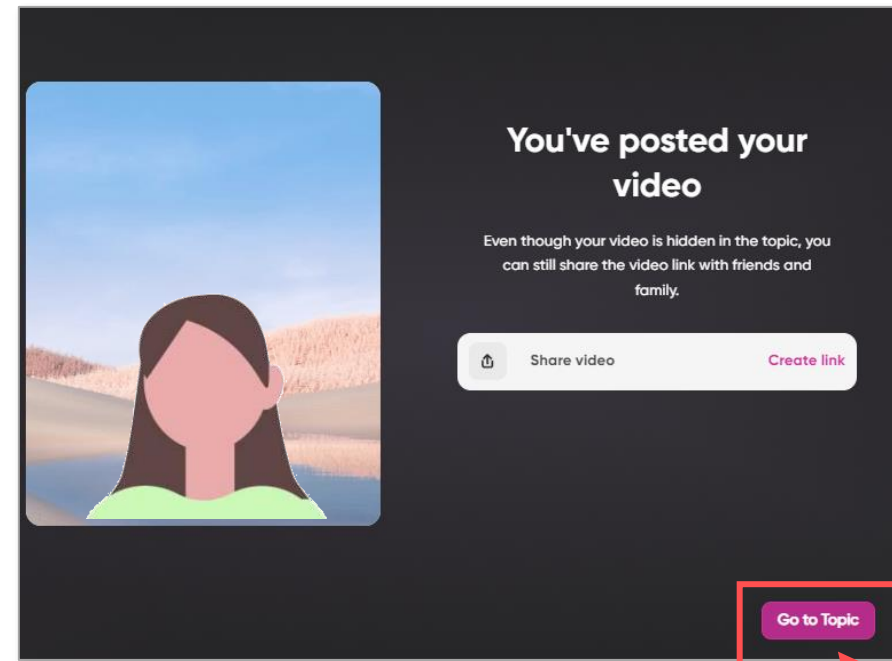 You've posted your
video
Even though your video is hidden in the topic, you
can still share the video link with friends and
family.
Share video Create link
Go to Topic